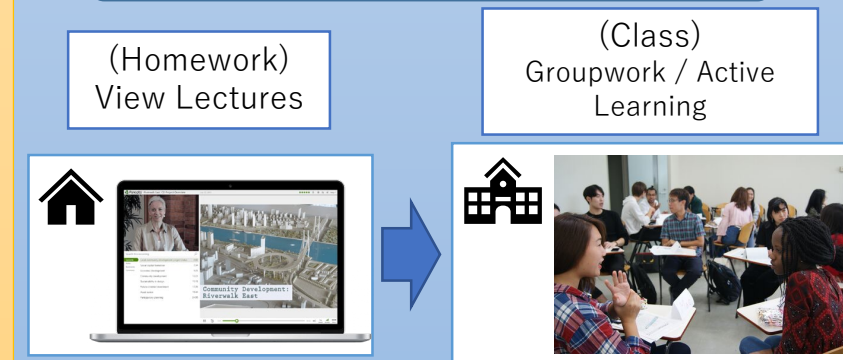 (Homework)
View Lectures
(Class)
Groupwork / Active
Learning
Community Development:
Riverwalk East